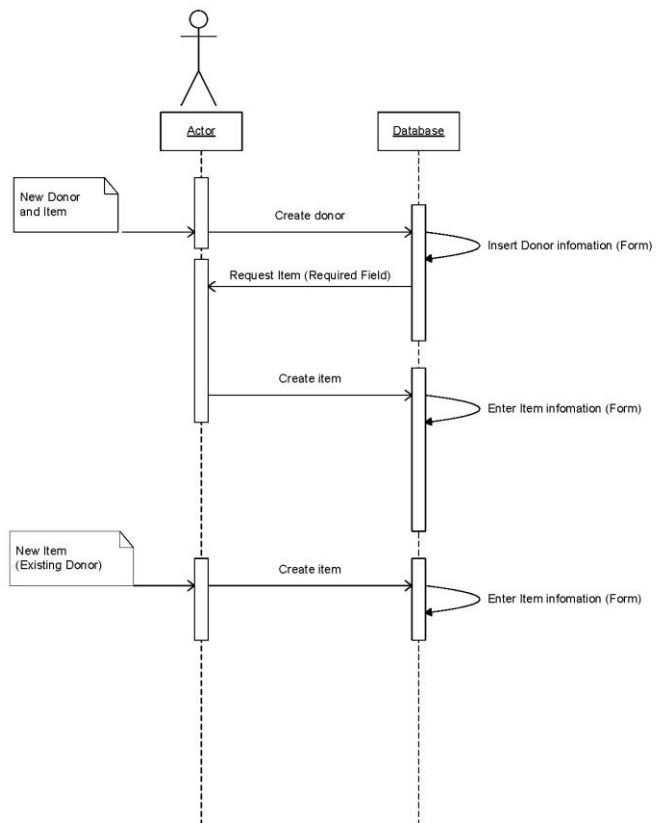 Actor
Database
New Donor
and Item
Create donor
Insert Donor infomation (Form)
Request Item (Required Field)
Create item
Enter Item infomation (Form)
New Item
(Existing Donor)
Create item
Enter Item infomation (Form)